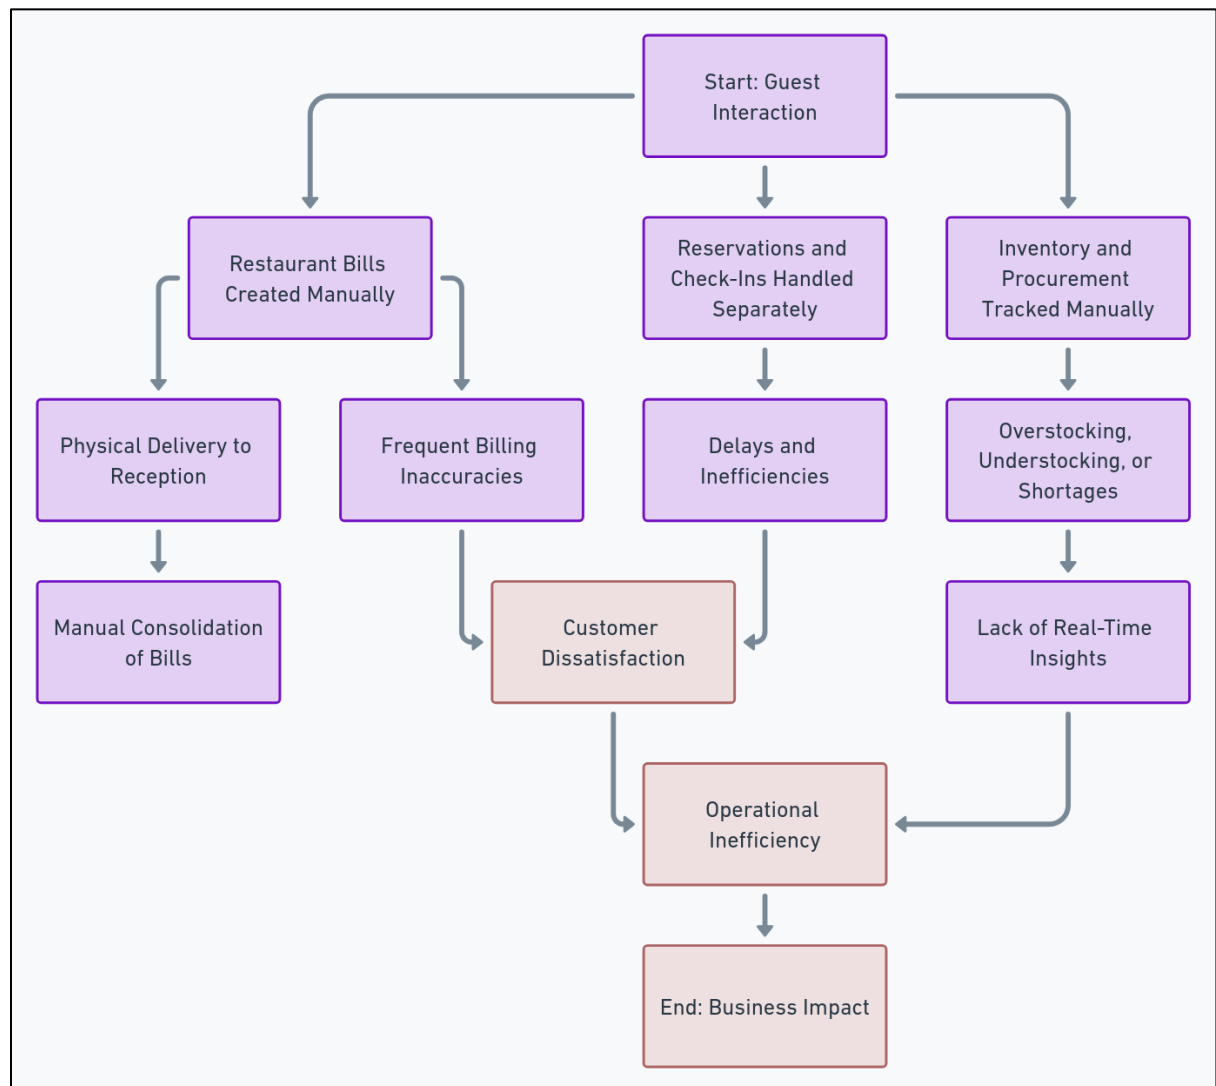 Start: Guest
Interaction
Restaurant Bills
Created Manually
Reservations and
Check-Ins Handled
Separately
Inventory and
Procurement
Tracked Manually
Physical Delivery to
Reception
Frequent Billing
Inaccuracies
Delays and
Inefficiencies
Overstocking,
Understocking, or
Shortages
Manual Consolidation
of Bills
Customer
Dissatisfaction
Lack of Real-Time
Insights
Operational
Inefficiency
End: Business Impact